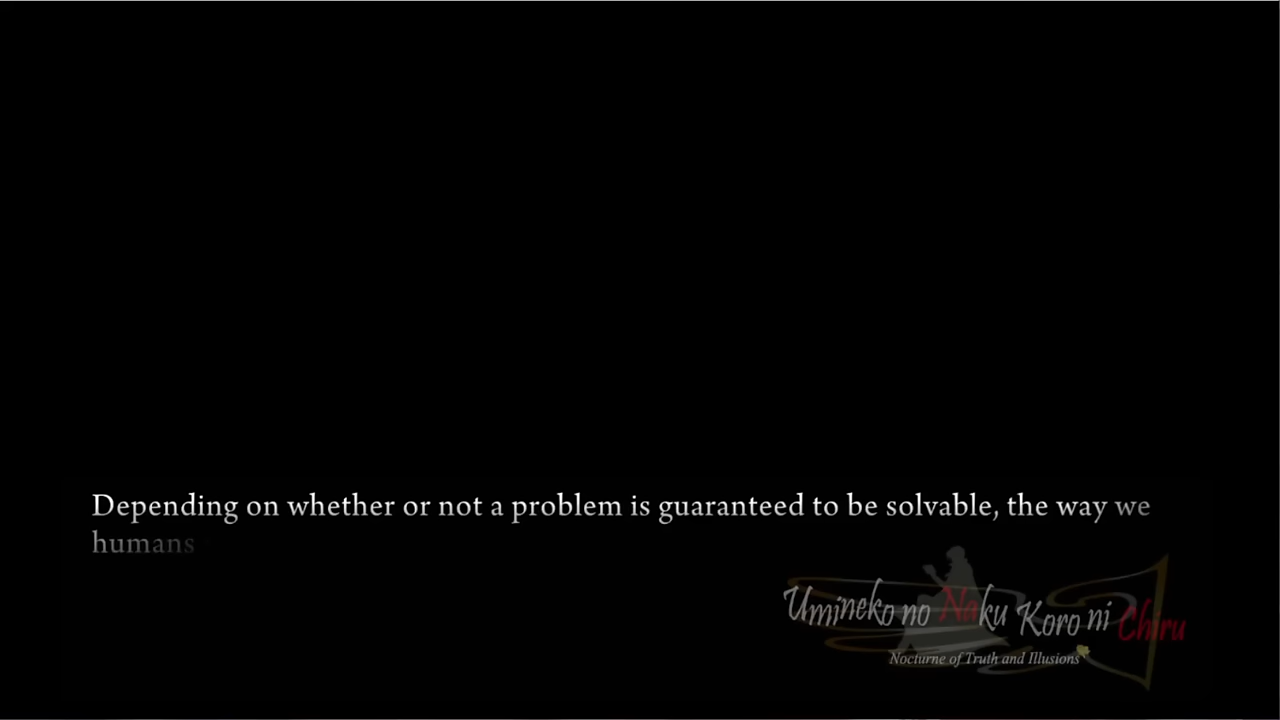 Depending on whether or not a problem is guaranteed to be solvable, the way we
humans
Umineko no Naku Koro ni Chiru
Nocturne of Truth and Illusions